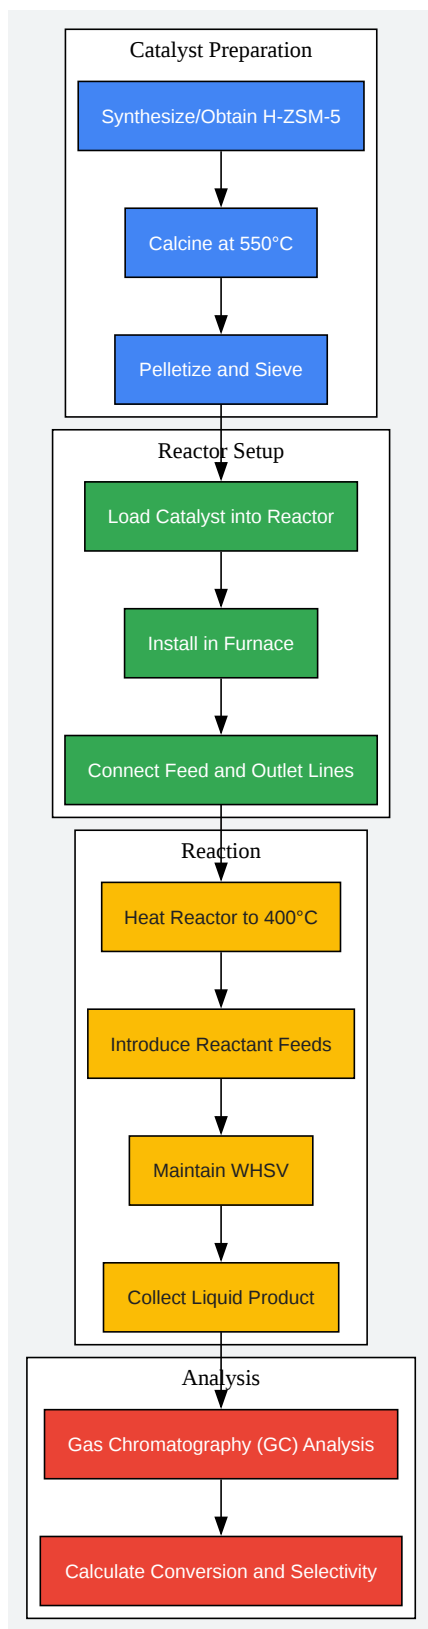 Catalyst Preparation
Synthesize/Obtain H-ZSM-5
Calcine at 550°C
Pelletize and Sieve
Reactor Setup
Load Catalyst into Reactor
Install in Furnace
Connect Feed and Outlet Lines
Reaction
Heat Reactor to 400°C
Introduce Reactant Feeds
Maintain WHSV
Collect Liquid Product
Analysis
Gas Chromatography (GC) Analysis
Calculate Conversion and Selectivity